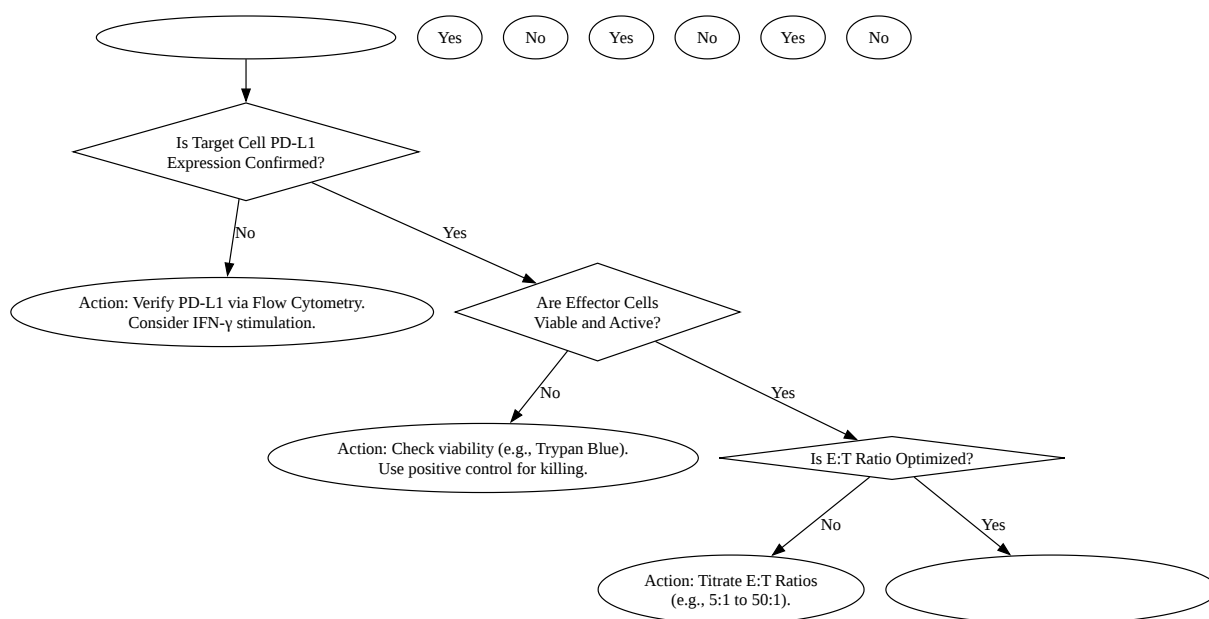 Yes
No
Yes
No
Yes
No
Is Target Cell PD-L1
Expression Confirmed?
No
Yes
Action: Verify PD-L1 via Flow Cytometry.
Consider IFN-γ stimulation.
Are Effector Cells
Viable and Active?
No
Yes
Action: Check viability (e.g., Trypan Blue).
Use positive control for killing.
Is E:T Ratio Optimized?
No
Yes
Action: Titrate E:T Ratios
(e.g., 5:1 to 50:1).